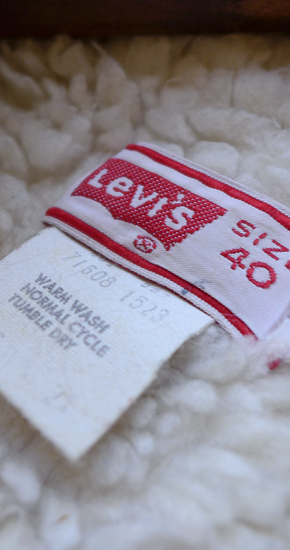 Levi's
®
SIZE
40
71608 1523
WARM WASH
NORMAL CYCLE
TUMBLE DRY